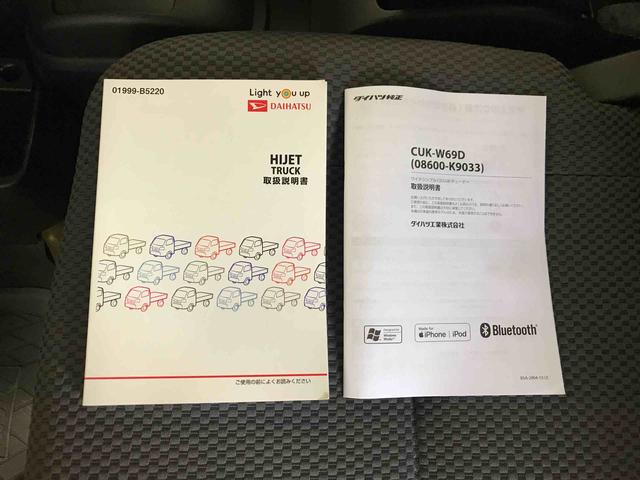 01999-B5220
Light you up
DAIHATSU
HIJET
TRUCK
取扱説明書
ご使用の前によくお読みください
ダイハツ純正
CUK-W69D
(08600-K9033)
取扱説明書
ダイハツ工業株式会社
Made for
iPhone | iPod
Bluetooth